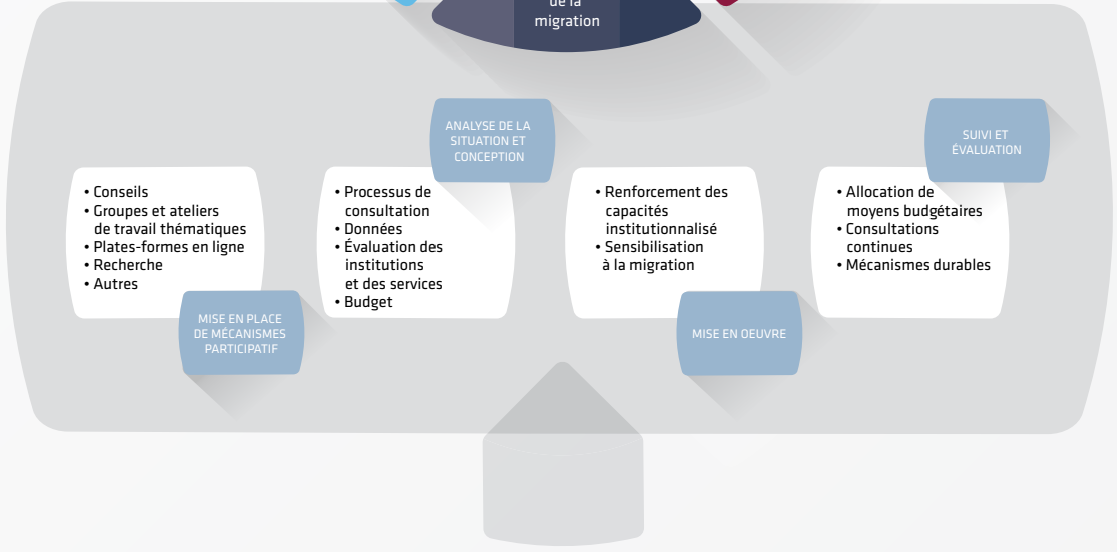 de la
migration
ANALYSE DE LA
SITUATION ET
CONCEPTION
SUIVI ET
ÉVALUATION
• Conseils
• Groupes et ateliers
de travail thématiques
• Plates-formes en ligne
• Recherche
• Autres
MISE EN PLACE
DE MÉCANISMES
PARTICIPATIF
• Processus de
consultation
• Données
• Évaluation des
institutions
et des services
• Budget
• Renforcement des
capacités
institutionnalisé
• Sensibilisation
à la migration
MISE EN OEUVRE
• Allocation de
moyens budgétaires
• Consultations
continues
• Mécanismes durables